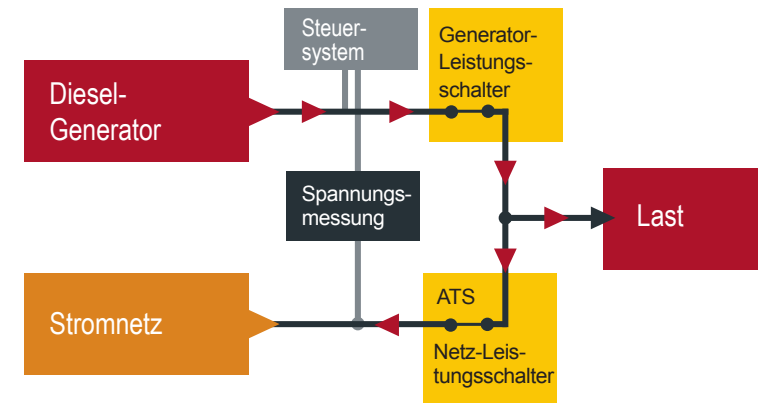 Steuer-
system
Generator-
Leistungs-
schalter
Diesel-
Generator
Spannungs-
messung
Last
Stromnetz
ATS
Netz-Leis-
tungsschalter